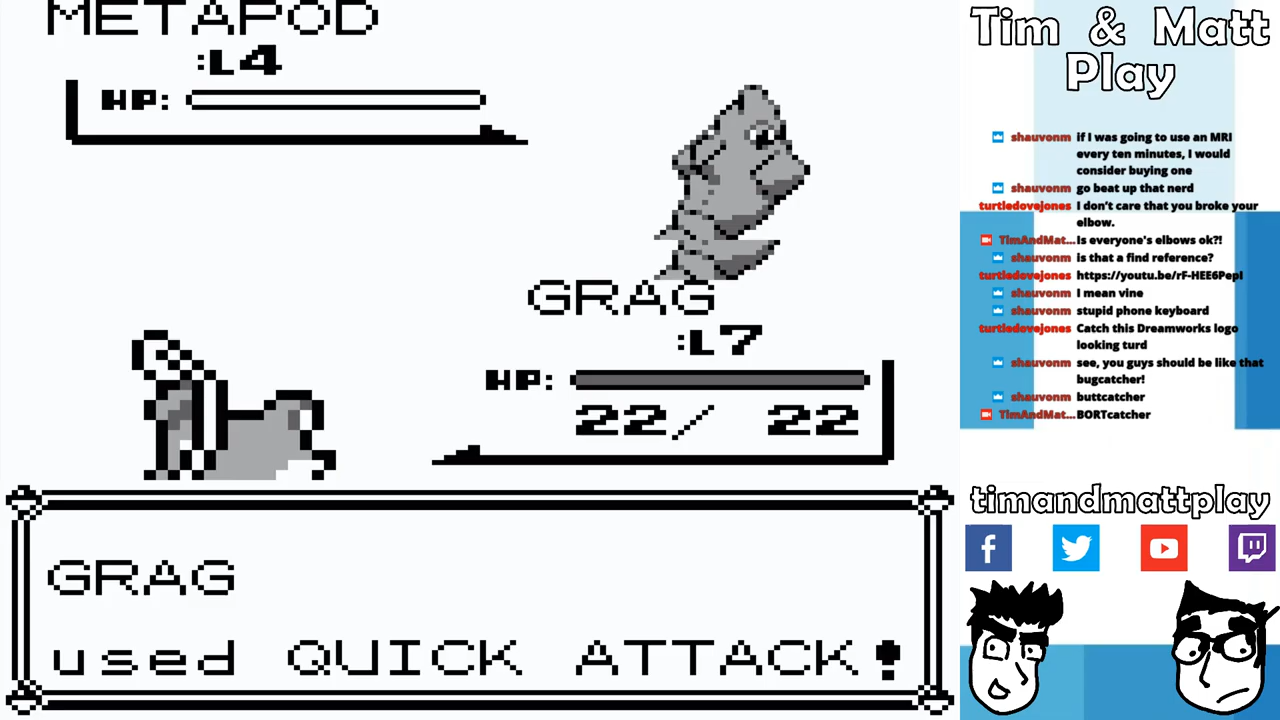 METAPOD
:L4
HP:
GRAG
:L7
HP:
22/ 22
GRAG
used QUICK ATTACK!
Tim & Matt
Play
shauvonm if I was going to use an MRI
every ten minutes, I would
consider buying one
shauvonm go beat up that nerd
turtledovejones I don't care that you broke your
elbow.
TimAndMat... Is everyone's elbows ok?!
shauvonm is that a find reference?
turtledovejones https://youtu.be/rF-HEE6PepI
shauvonm I mean vine
shauvonm stupid phone keyboard
turtledovejones Catch this Dreamworks logo
looking turd
shauvonm see, you guys should be like that
bugcatcher!
shauvonm buttcatcher
TimAndMat... BORTcatcher
timandmattplay